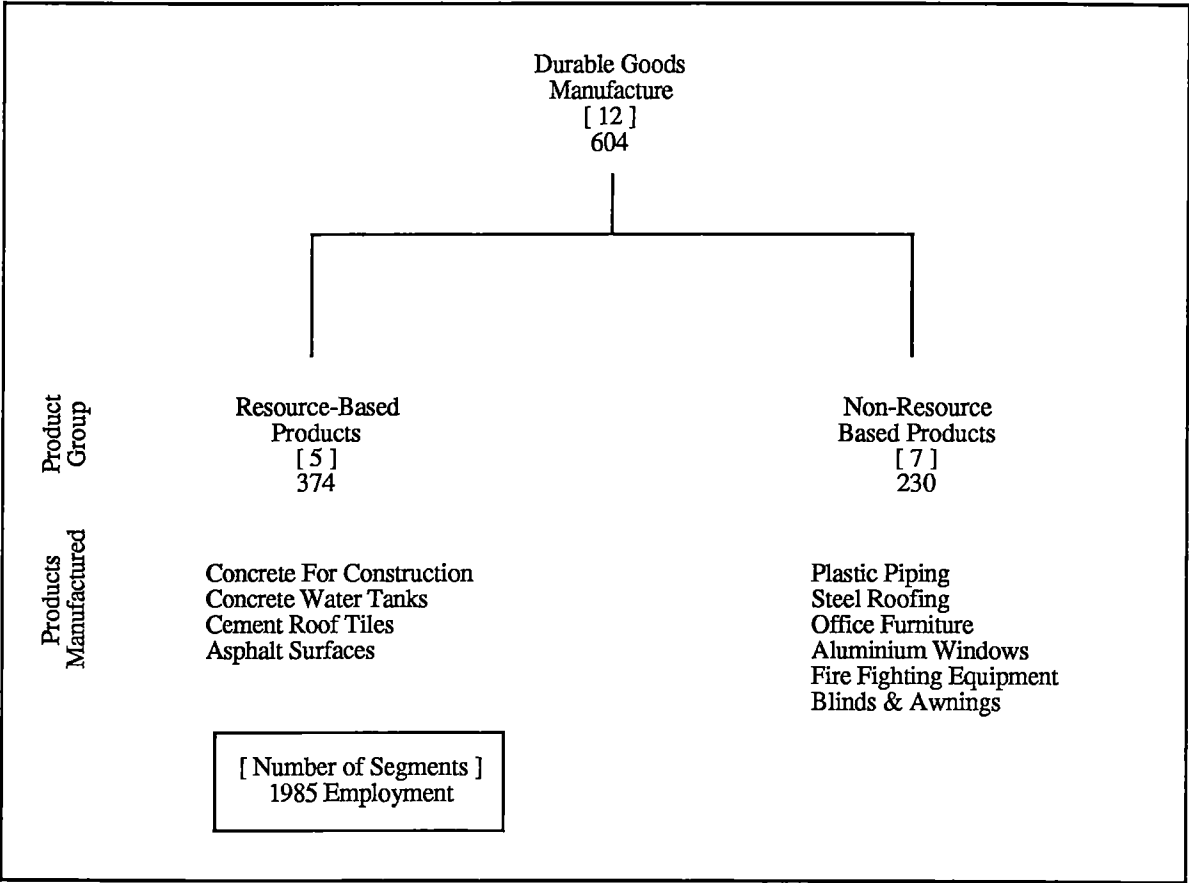 Durable Goods
Manufacture
[ 12 ]
604
Product
Group
Resource-Based
Products
[ 5 ]
374
Non-Resource
Based Products
[ 7 ]
230
Products
Manufactured
Concrete For Construction
Concrete Water Tanks
Cement Roof Tiles
Asphalt Surfaces
Plastic Piping
Steel Roofing
Office Furniture
Aluminium Windows
Fire Fighting Equipment
Blinds & Awnings
[ Number of Segments ]
1985 Employment